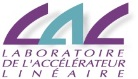 LAL
LABORATOIRE
DE L'ACCÉLÉRATEUR
LINÉAIRE